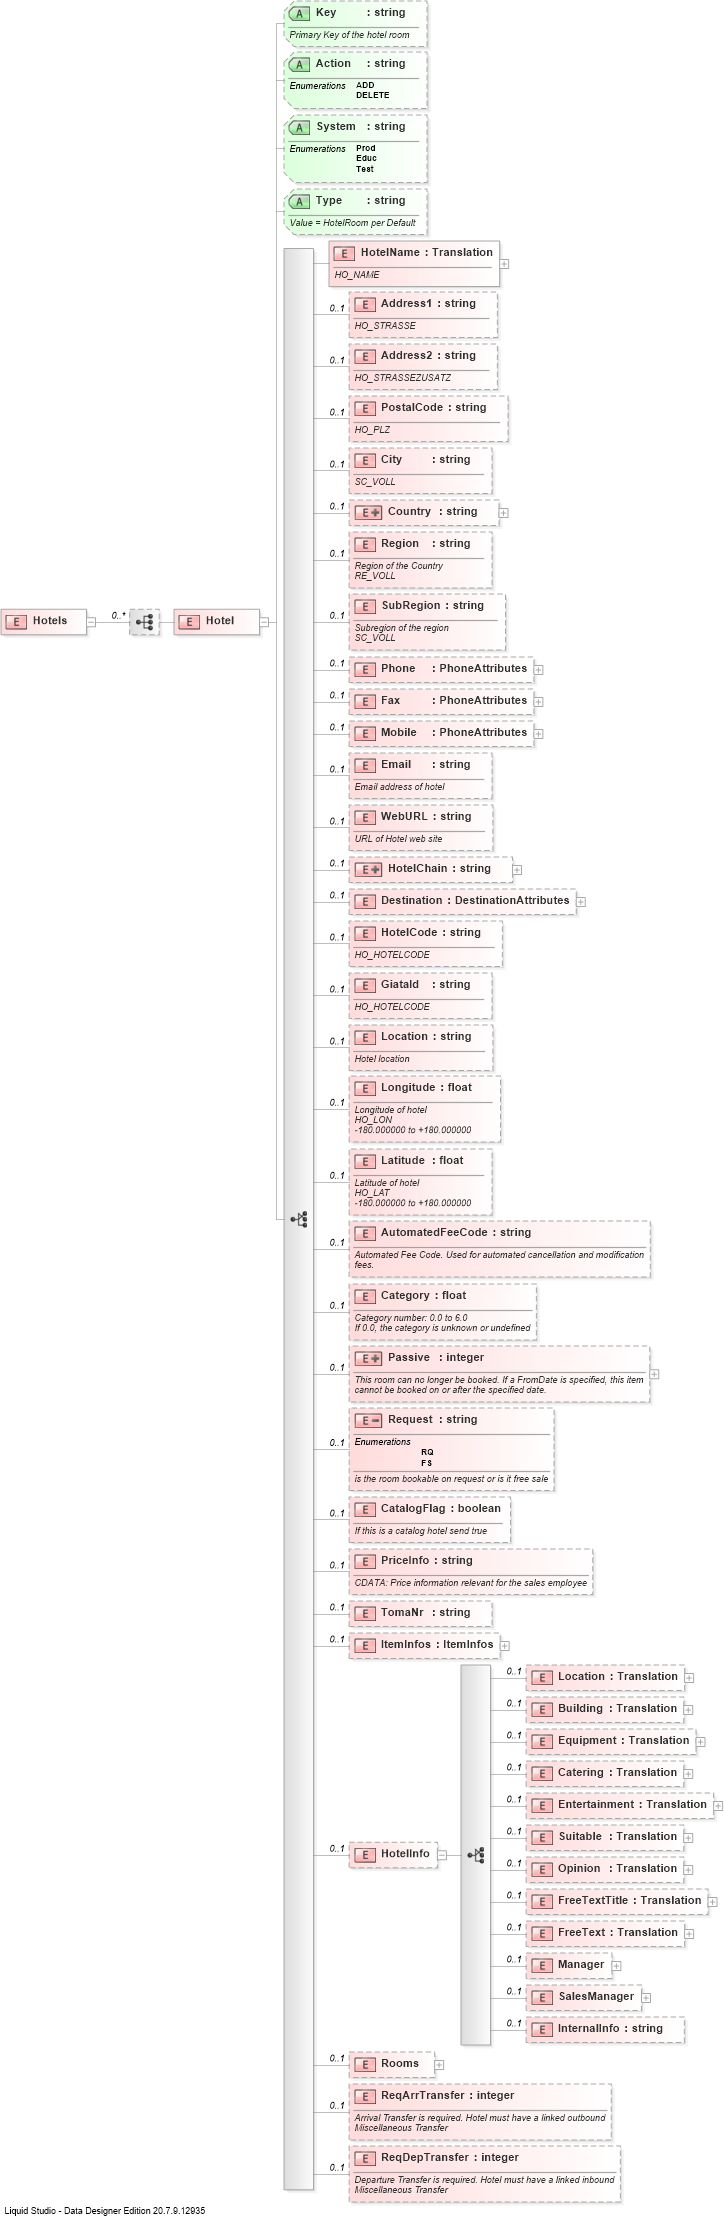 A Key : string
Primary Key of the hotel room
A Action : string
Enumerations ADD
DELETE
A System : string
Enumerations Prod
Educ
Test
A Type : string
Value = HotelRoom per Default
E HotelName : Translation
HO_NAME
0..1 E Address1 : string
HO_STRASSE
0..1 E Address2 : string
HO_STRASSEZUSATZ
0..1 E PostalCode : string
HO_PLZ
0..1 E City : string
SC_VOLL
0..1 E Country : string
0..1 E Region : string
Region of the Country
RE_VOLL
E Hotels 0..* E Hotel
0..1 E SubRegion : string
Subregion of the region
SC_VOLL
0..1 E Phone : PhoneAttributes
0..1 E Fax : PhoneAttributes
0..1 E Mobile : PhoneAttributes
0..1 E Email : string
Email address of hotel
0..1 E WebURL : string
URL of Hotel web site
0..1 E HotelChain : string
0..1 E Destination : DestinationAttributes
0..1 E HotelCode : string
HO_HOTELCODE
0..1 E GiataId : string
HO_HOTELCODE
0..1 E Location : string
Hotel location
0..1 E Longitude : float
Longitude of hotel
HO_LON
-180.000000 to +180.000000
0..1 E Latitude : float
Latitude of hotel
HO_LAT
-180.000000 to +180.000000
0..1 E AutomatedFeeCode : string
Automated Fee Code. Used for automated cancellation and modification
fees.
0..1 E Category : float
Category number: 0.0 to 6.0
If 0.0, the category is unknown or undefined
0..1 E Passive : integer
This room can no longer be booked. If a FromDate is specified, this item
cannot be booked on or after the specified date.
0..1 E Request : string
Enumerations
RQ
FS
is the room bookable on request or is it free sale
0..1 E CatalogFlag : boolean
If this is a catalog hotel send true
0..1 E PriceInfo : string
CDATA: Price information relevant for the sales employee
0..1 E TomaNr : string
0..1 E ItemInfos : ItemInfos
0..1 E HotelInfo
0..1 E Location : Translation
0..1 E Building : Translation
0..1 E Equipment : Translation
0..1 E Catering : Translation
0..1 E Entertainment : Translation
0..1 E Suitable : Translation
0..1 E Opinion : Translation
0..1 E FreeTextTitle : Translation
0..1 E FreeText : Translation
0..1 E Manager
0..1 E SalesManager
0..1 E InternalInfo : string
0..1 E Rooms
0..1 E ReqArrTransfer : integer
Arrival Transfer is required. Hotel must have a linked outbound
Miscellaneous Transfer
0..1 E ReqDepTransfer : integer
Departure Transfer is required. Hotel must have a linked inbound
Miscellaneous Transfer
Liquid Studio - Data Designer Edition 20.7.9.12935